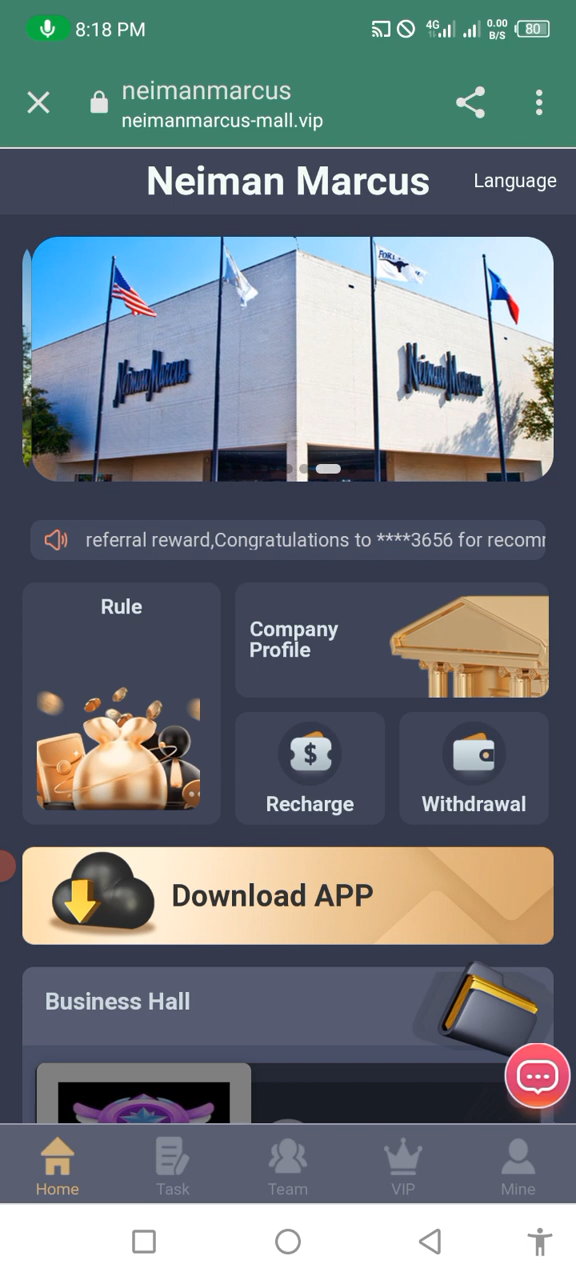 8:18 PM
4G
0.00
B/S
80
neimanmarcus
neimanmarcus-mall.vip
Neiman Marcus
Language
Neiman Marcus
Neiman Marcus
referral reward,Congratulations to ****3656 for recom
Rule
Company
Profile
$
Recharge
Withdrawal
Download APP
Business Hall
Home
Task
Team
VIP
Mine